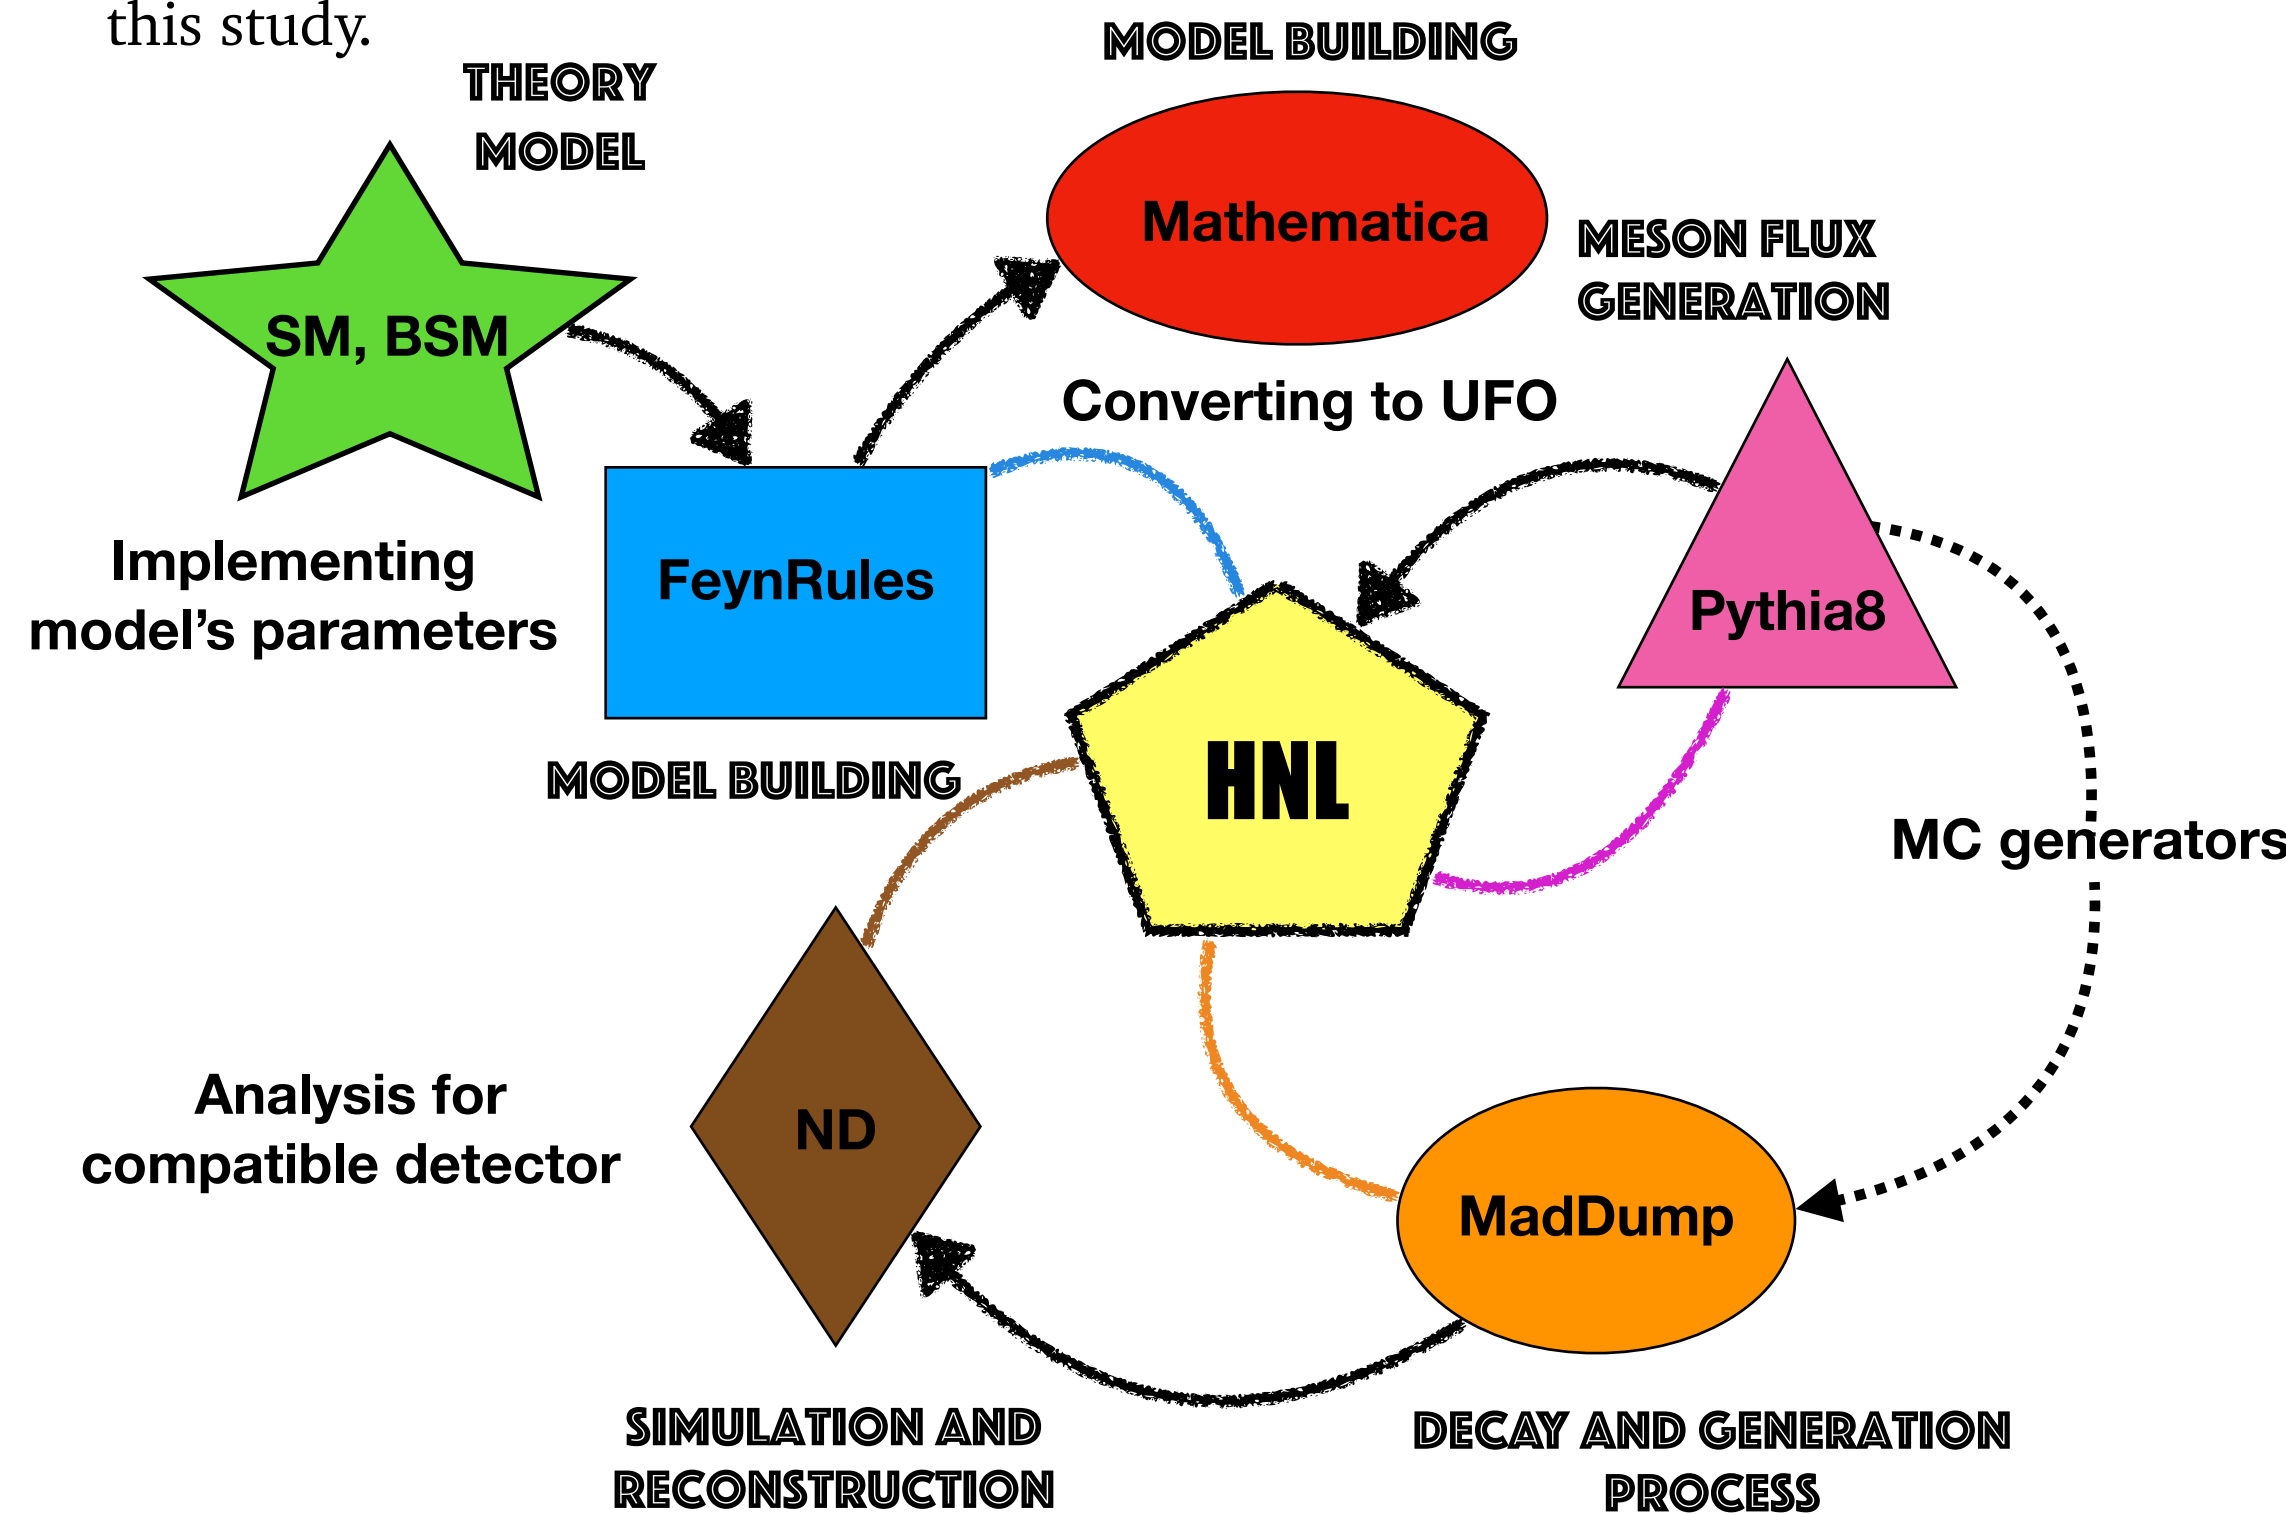 this study.
THEORY
MODEL
MODEL BUILDING
Mathematica
MESON FLUX
GENERATION
SM, BSM
Converting to UFO
Implementing
model's parameters
FeynRules
Pythia8
MODEL BUILDING
HNL
MC generators
Analysis for
compatible detector
ND
MadDump
SIMULATION AND
RECONSTRUCTION
DECAY AND GENERATION
PROCESS